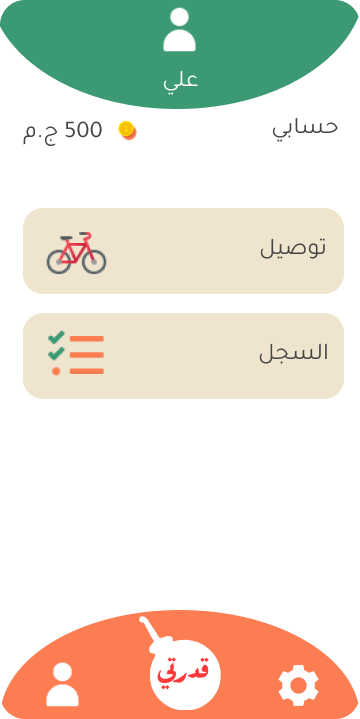 علي
حسابي
500 ج.م
توصيل
السجل
قدرتي